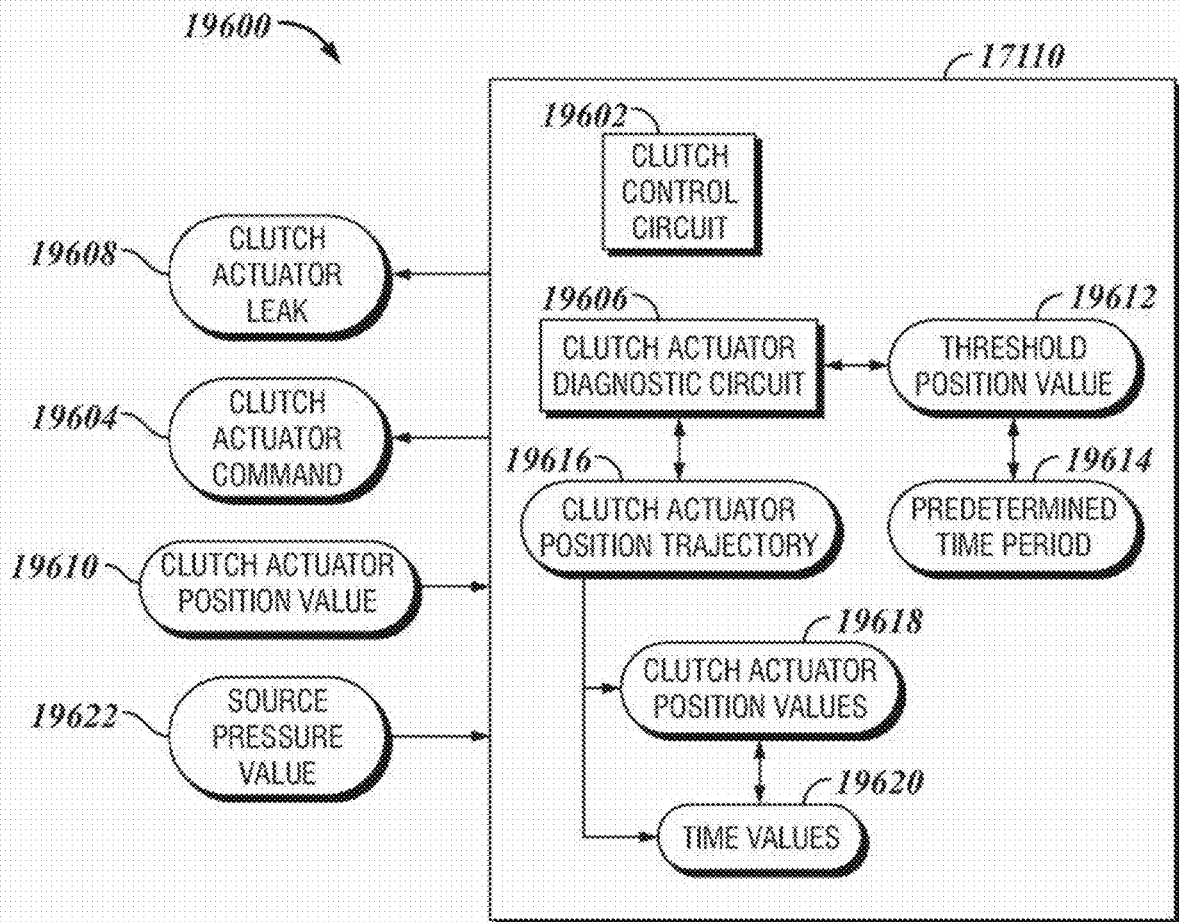 19600
17110
19602
CLUTCH
CONTROL
CIRCUIT
19608
CLUTCH
ACTUATOR
LEAK
19606
CLUTCH ACTUATOR
DIAGNOSTIC CIRCUIT
19612
THRESHOLD
POSITION VALUE
19604
CLUTCH
ACTUATOR
COMMAND
19616
CLUTCH ACTUATOR
POSITION TRAJECTORY
19614
PREDETERMINED
TIME PERIOD
19610
CLUTCH ACTUATOR
POSITION VALUE
19618
CLUTCH ACTUATOR
POSITION VALUES
19622
SOURCE
PRESSURE
VALUE
19620
TIME VALUES